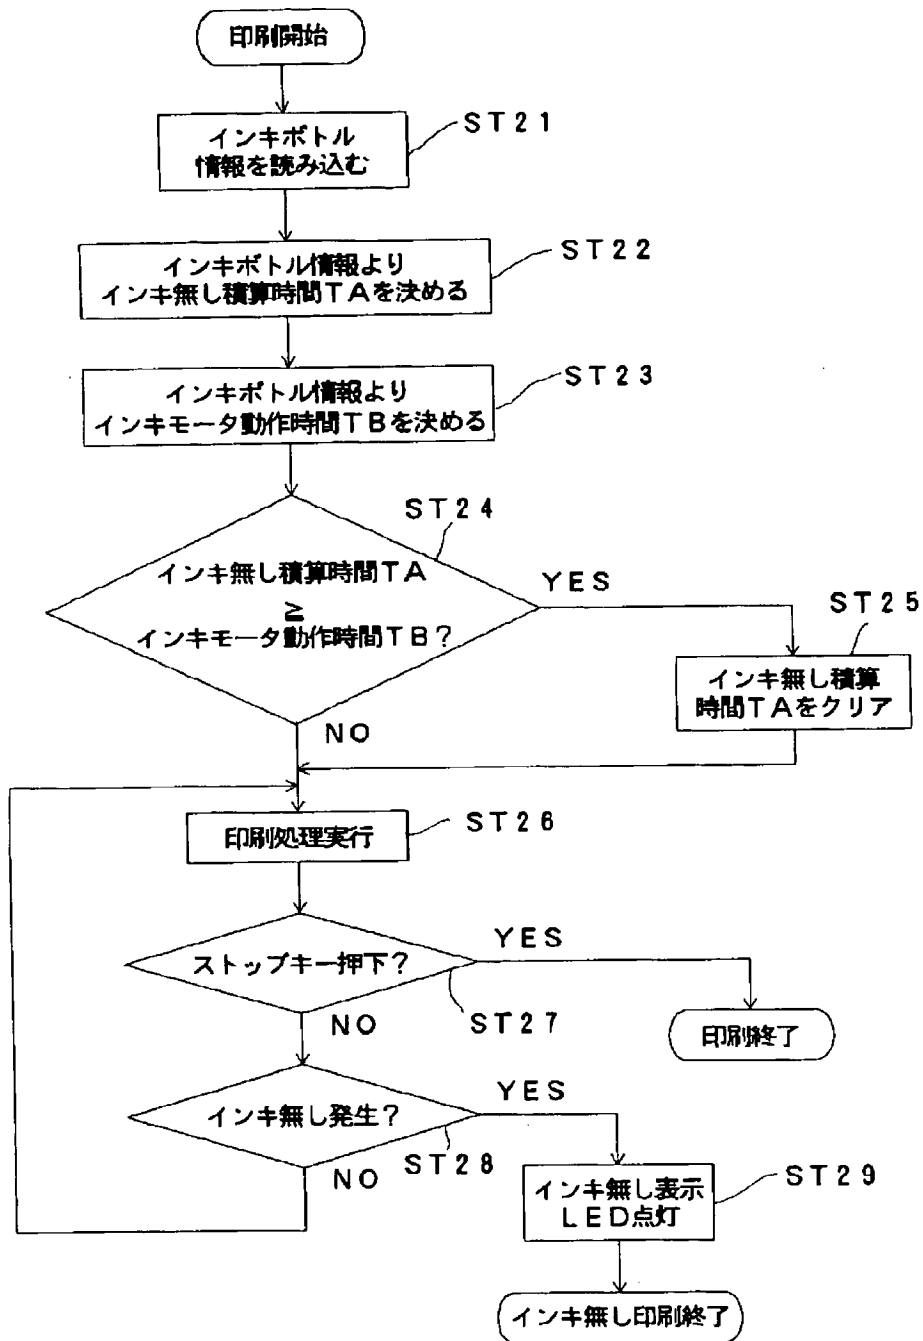 印刷開始
ST21
インキボトル
情報を読み込む
ST22
インキボトル情報より
インキ無し積算時間TAを決める
ST23
インキボトル情報より
インキモータ動作時間TBを決める
ST24
インキ無し積算時間TA
≧
インキモータ動作時間TB?
YES
ST25
インキ無し積算
時間TAをクリア
NO
ST26
印刷処理実行
YES
ストップキー押下?
ST27
NO
印刷終了
YES
インキ無し発生?
ST28
NO
ST29
インキ無し表示
LED点灯
インキ無し印刷終了